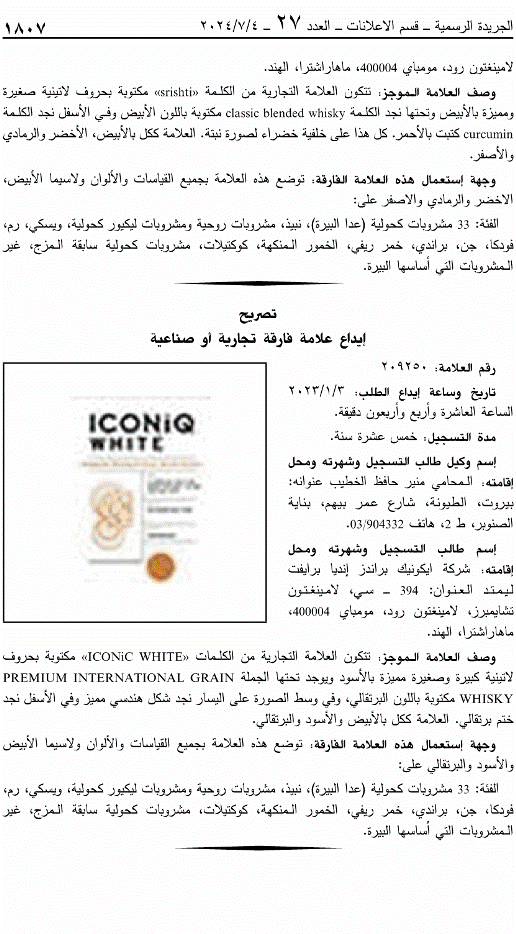 الجريدة الرسمية ــ قسم الاعلانات ــ العدد ٢٧ ــ ٢٠٢٤/٧/٤
١٨٠٧
لامينغتون رود، مومباي 400004، ماهاراشترا، الهند.
وصف العلامة الموجز: تتكون العلامة التجارية من الكلمة «srishti» مكتوبة بحروف لاتينية صغيرة
ومميزة بالأبيض وتحتها نجد الكلمة classic blended whisky مكتوبة باللون الأبيض وفي الأسفل نجد الكلمة
curcumin كتبت بالأحمر. كل هذا على خلفية خضراء لصورة نبتة. العلامة ككل بالأبيض، الأخضر والرمادي
والأصفر.
وجهة إستعمال هذه العلامة الفارقة: توضع هذه العلامة بجميع القياسات والألوان ولاسيما الأبيض،
الاخضر والرمادي والاصفر على:
الفئة: 33 مشروبات كحولية (عدا البيرة)، نبيذ، مشروبات روحية ومشروبات ليكيور كحولية، ويسكي، رم،
فودكا، جن، براندي، خمر ريفي، الخمور المنكهة، كوكتيلات، مشروبات كحولية سابقة المزج، غير
المشروبات التي أساسها البيرة.
تصريح
إيداع علامة فارقة تجارية أو صناعية
رقم العلامة: ٢٠٩٢٥٠
تاريخ وساعة إيداع الطلب: ٢٠٢٣/١/٣
الساعة العاشرة وأربع وأربعون دقيقة.
مدة التسجيل: خمس عشرة سنة.
إسم وكيل طالب التسجيل وشهرته ومحل
إقامته: المحامي منير حافظ الخطيب عنوانه:
بيروت، الطيونة، شارع عمر بيهم، بناية
الصنوبر، ط 2، هاتف 03/904332.
إسم طالب التسجيل وشهرته ومحل
إقامته: شركة ايكونيك براندز إنديا برايفت
ليمتد العنوان: 394 ــ سي، لامينغتون
تشايمبرز، لامينغتون رود، مومباي 400004،
ماهاراشترا، الهند.
ICONiQ
WHITE
وصف العلامة الموجز: تتكون العلامة التجارية من الكلمات «ICONiC WHITE» مكتوبة بحروف
لاتينية كبيرة وصغيرة مميزة بالأسود ويوجد تحتها الجملة PREMIUM INTERNATIONAL GRAIN
WHISKY مكتوبة باللون البرتقالي، وفي وسط الصورة على اليسار نجد شكل هندسي مميز وفي الأسفل نجد
ختم برتقالي. العلامة ككل بالأبيض والأسود والبرتقالي.
وجهة إستعمال هذه العلامة الفارقة: توضع هذه العلامة بجميع القياسات والألوان ولاسيما الأبيض
والأسود والبرتقالي على:
الفئة: 33 مشروبات كحولية (عدا البيرة)، نبيذ، مشروبات روحية ومشروبات ليكيور كحولية، ويسكي، رم،
فودكا، جن، براندي، خمر ريفي، الخمور المنكهة، كوكتيلات، مشروبات كحولية سابقة المزج، غير
المشروبات التي أساسها البيرة.